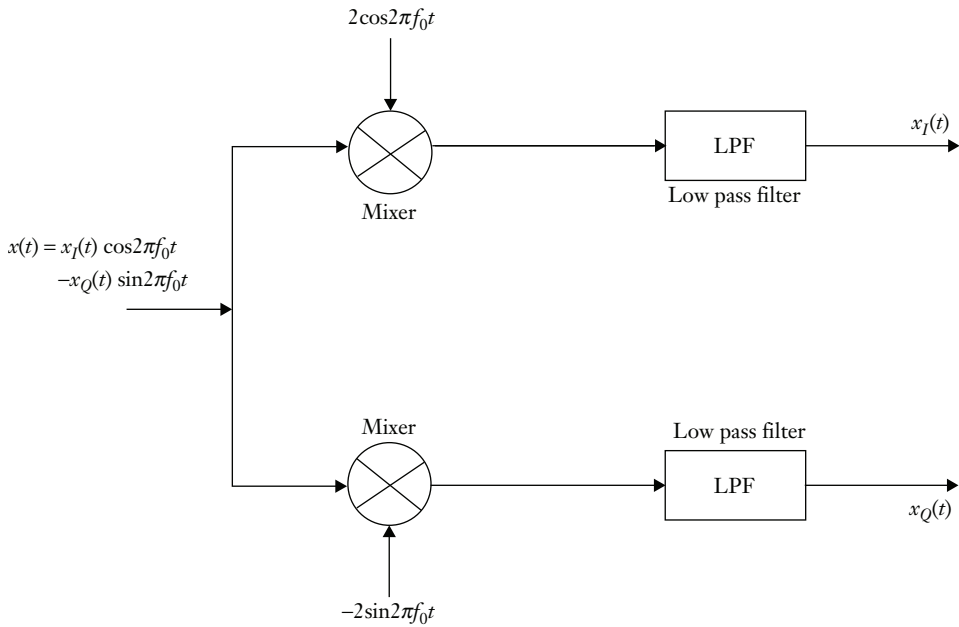 2cos2πf₀t
LPF
x_I(t)
Low pass filter
Mixer
x(t) = x_I(t) cos2πf₀t
−x_Q(t) sin2πf₀t
Mixer
Low pass filter
LPF
x_Q(t)
−2sin2πf₀t